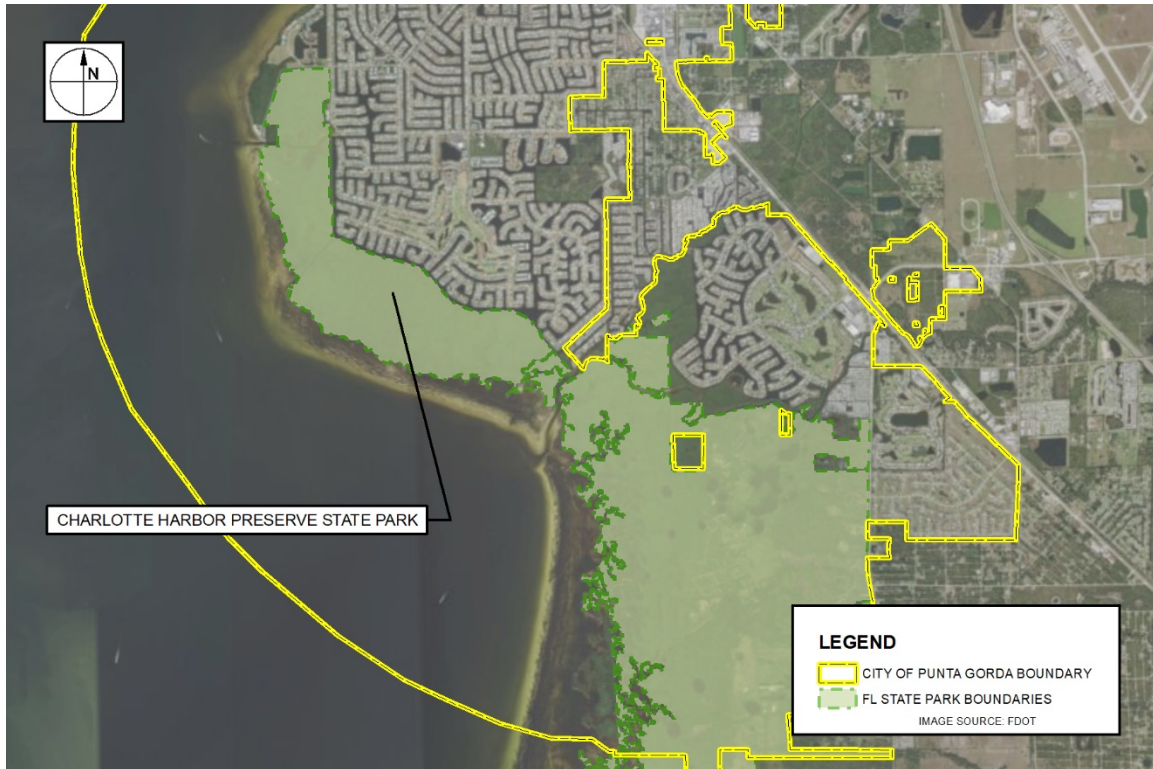 N
CHARLOTTE HARBOR PRESERVE STATE PARK
LEGEND
CITY OF PUNTA GORDA BOUNDARY
FL STATE PARK BOUNDARIES
IMAGE SOURCE: FDOT